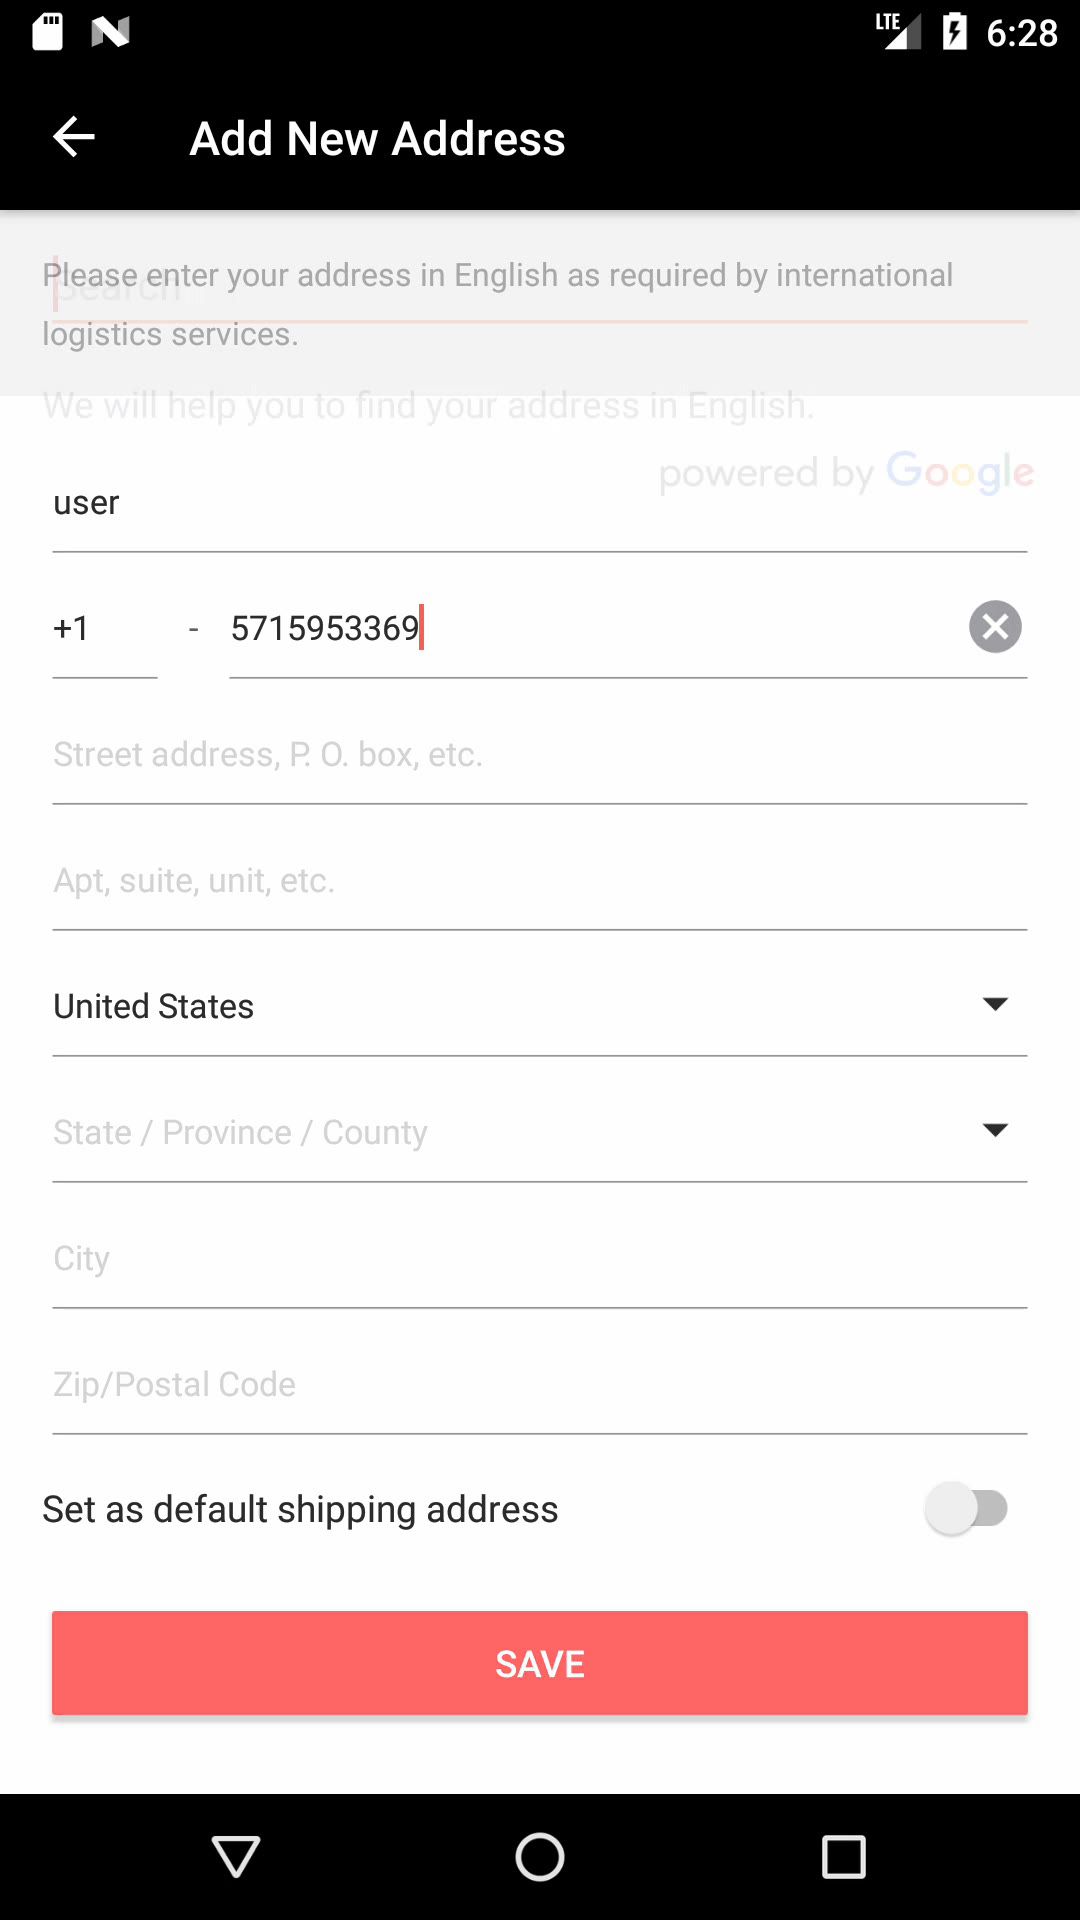 LTE 6:28
Add New Address
Please enter your address in English as required by international
Search
logistics services.
We will help you to find your address in English.
powered by Google
user
+1 - 5715953369
Street address, P. O. box, etc.
Apt, suite, unit, etc.
United States
State / Province / County
City
Zip/Postal Code
Set as default shipping address
SAVE